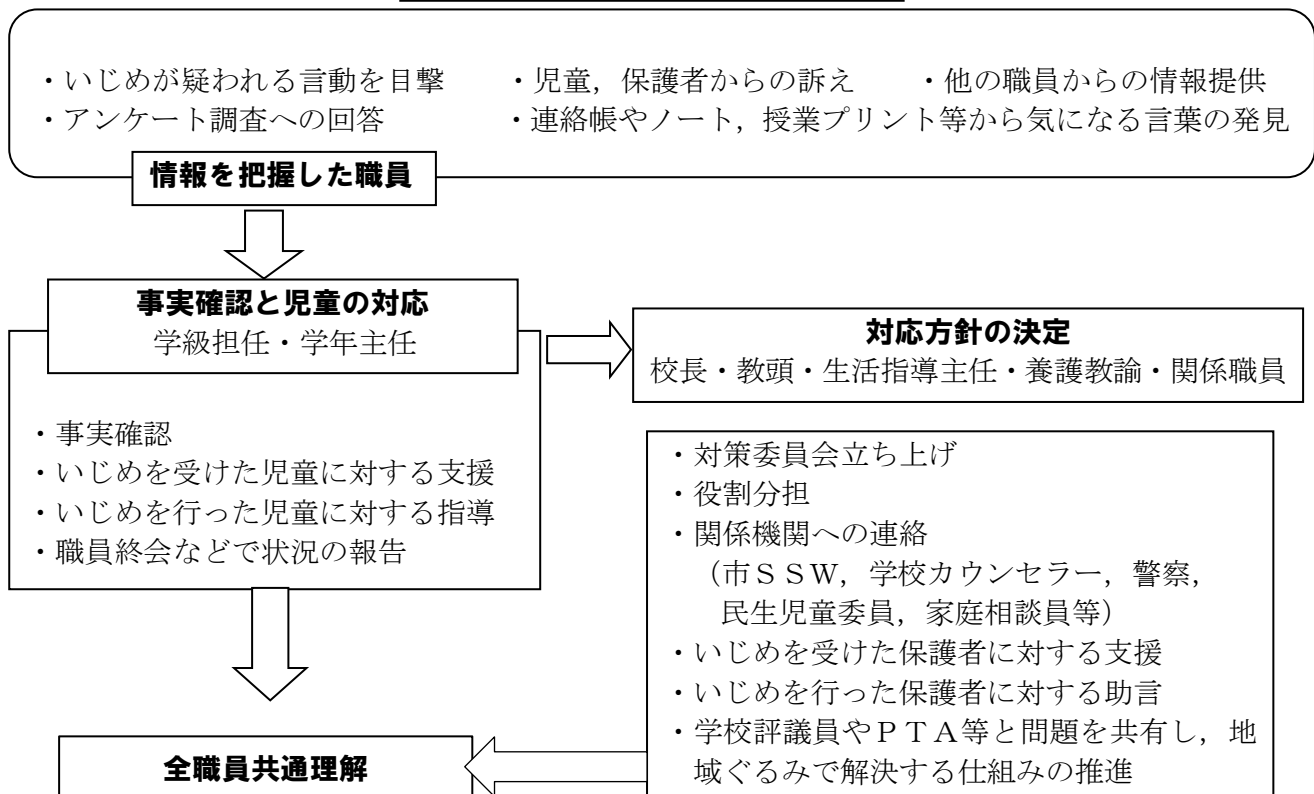 ・いじめが疑われる言動を目撃 ・児童，保護者からの訴え ・他の職員からの情報提供
・アンケート調査への回答 ・連絡帳やノート，授業プリント等から気になる言葉の発見
情報を把握した職員
事実確認と児童の対応
学級担任・学年主任
・事実確認
・いじめを受けた児童に対する支援
・いじめを行った児童に対する指導
・職員終会などで状況の報告
対応方針の決定
校長・教頭・生活指導主任・養護教諭・関係職員
・対策委員会立ち上げ
・役割分担
・関係機関への連絡
（市ＳＳＷ，学校カウンセラー，警察，
民生児童委員，家庭相談員等）
・いじめを受けた保護者に対する支援
・いじめを行った保護者に対する助言
・学校評議員やＰＴＡ等と問題を共有し，地
域ぐるみで解決する仕組みの推進
全職員共通理解